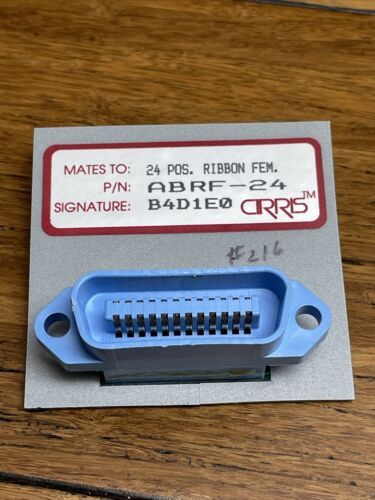 MATES TO: 24 POS. RIBBON FEM.
P/N: ABRF-24
SIGNATURE: B4D1E0 CIRRIS™
#216